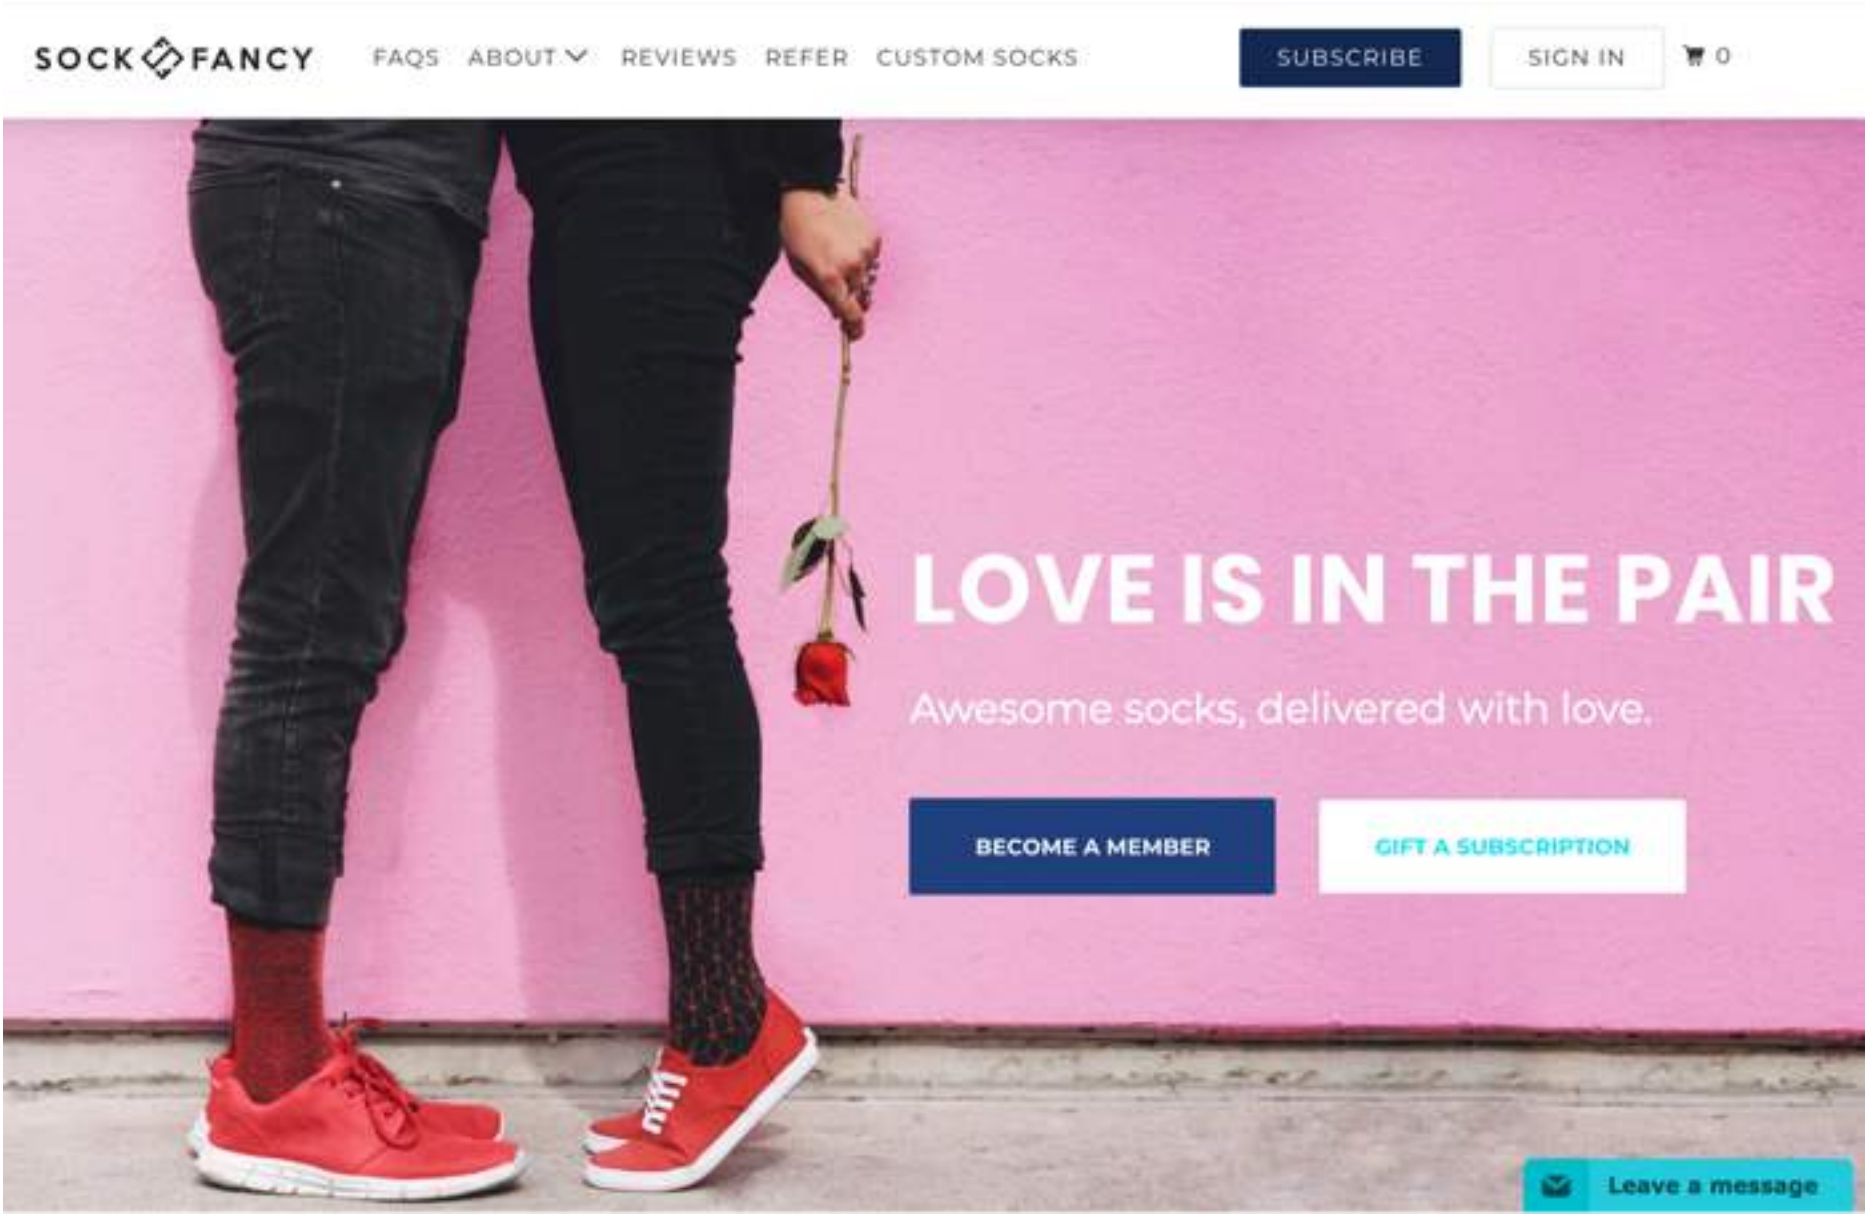 SOCK FANCY
FAQS ABOUT REVIEWS REFER CUSTOM SOCKS
SUBSCRIBE
SIGN IN
0
LOVE IS IN THE PAIR
Awesome socks, delivered with love.
BECOME A MEMBER
GIFT A SUBSCRIPTION
Leave a message